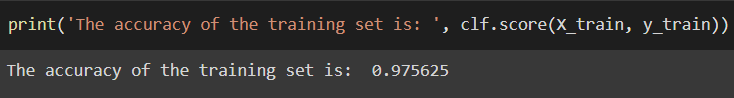 print('The accuracy of the training set is: ', clf.score(X_train, y_train))
The accuracy of the training set is:  0.975625